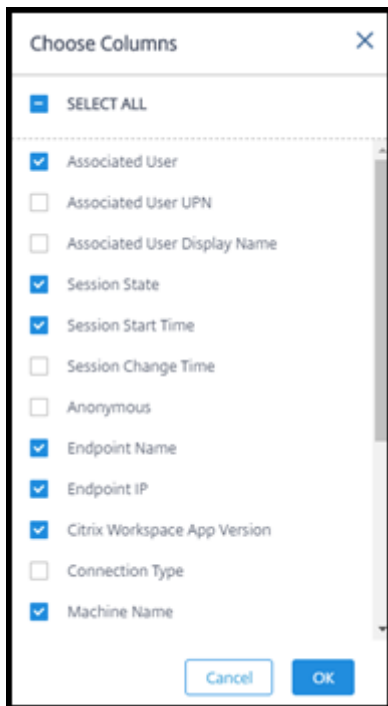 Choose Columns
SELECT ALL
Associated User
Associated User UPN
Associated User Display Name
Session State
Session Start Time
Session Change Time
Anonymous
Endpoint Name
Endpoint IP
Citrix Workspace App Version
Connection Type
Machine Name
Cancel OK